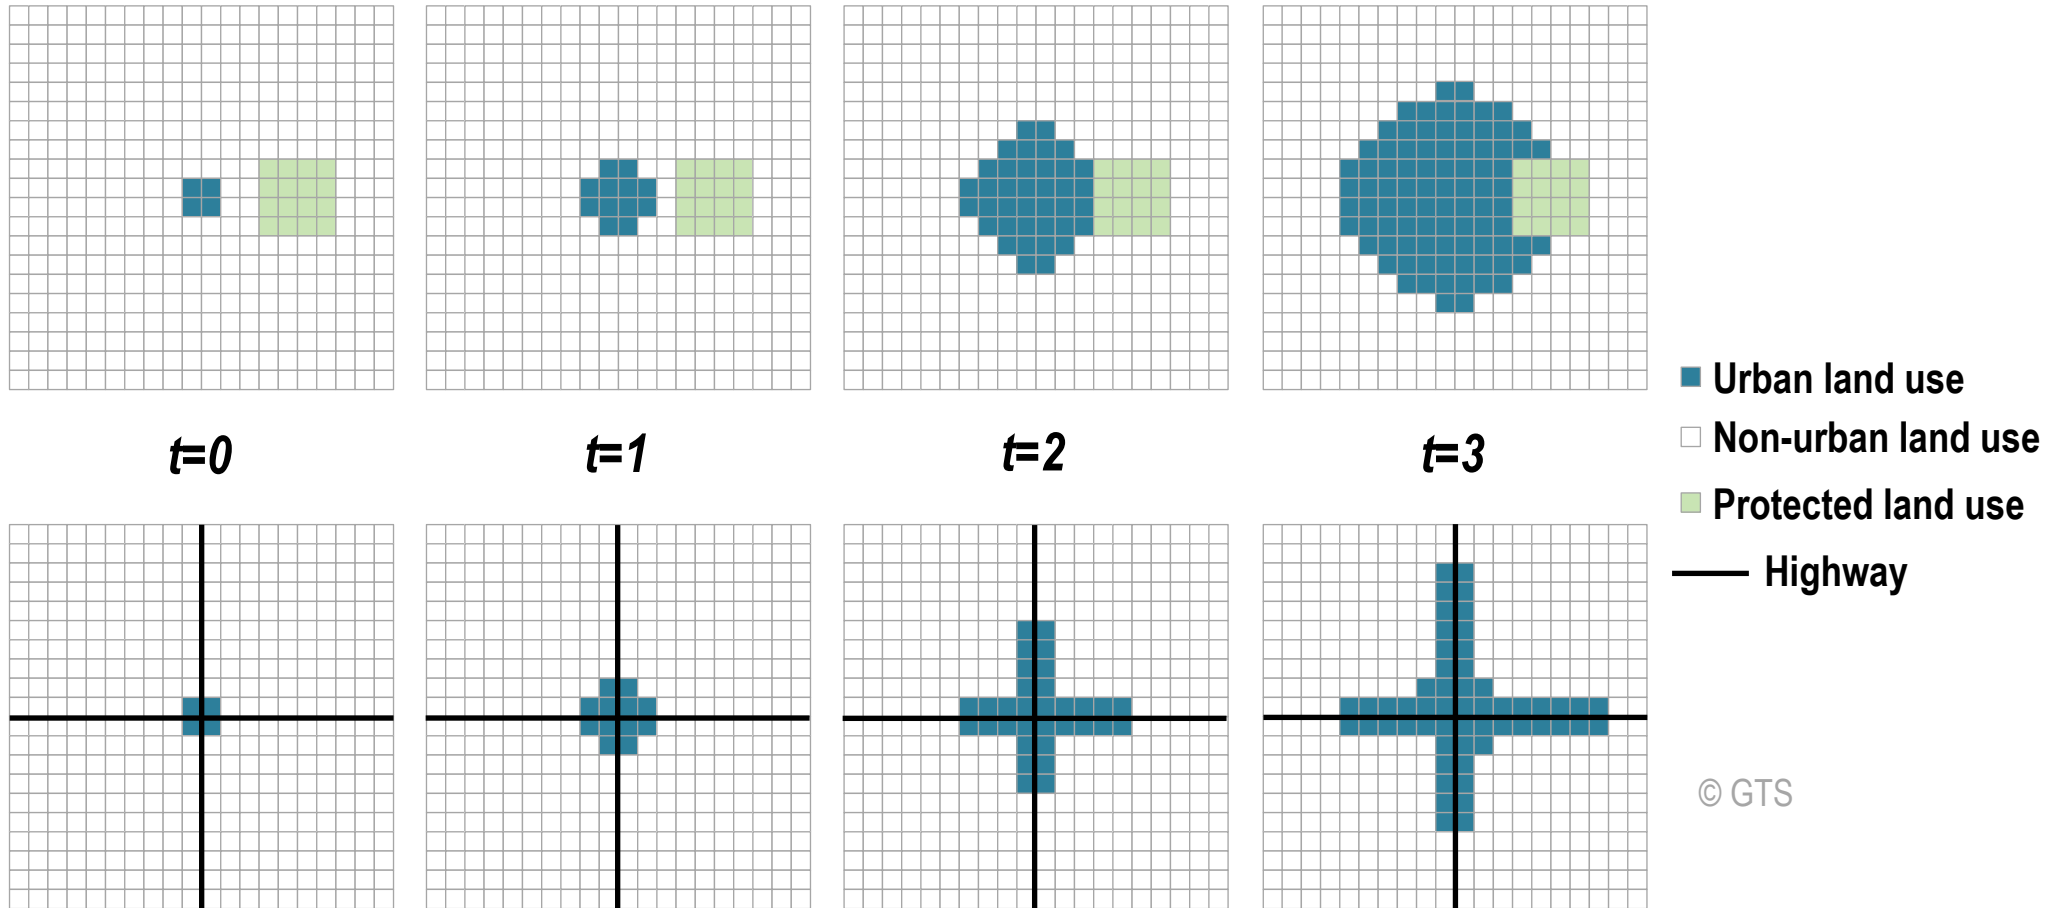 t=0
t=1
t=2
t=3
Urban land use
Non-urban land use
Protected land use
Highway
© GTS